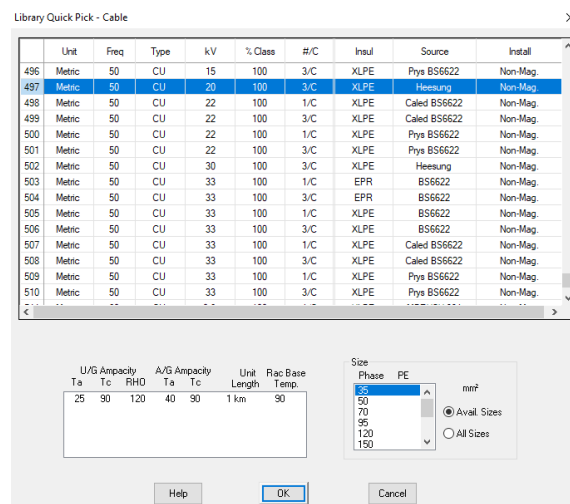 Library Quick Pick - Cable
Unit Freq Type kV % Class #/C Insul Source Install
496 Metric 50 CU 15 100 3/C XLPE Prys BS6622 Non-Mag.
497 Metric 50 CU 20 100 3/C XLPE Heesung Non-Mag.
498 Metric 50 CU 22 100 1/C XLPE Caled BS6622 Non-Mag.
499 Metric 50 CU 22 100 3/C XLPE Caled BS6622 Non-Mag.
500 Metric 50 CU 22 100 1/C XLPE Prys BS6622 Non-Mag.
501 Metric 50 CU 22 100 3/C XLPE Prys BS6622 Non-Mag.
502 Metric 50 CU 30 100 3/C XLPE Heesung Non-Mag.
503 Metric 50 CU 33 100 1/C EPR BS6622 Non-Mag.
504 Metric 50 CU 33 100 3/C EPR BS6622 Non-Mag.
505 Metric 50 CU 33 100 1/C XLPE BS6622 Non-Mag.
506 Metric 50 CU 33 100 3/C XLPE BS6622 Non-Mag.
507 Metric 50 CU 33 100 1/C XLPE Caled BS6622 Non-Mag.
508 Metric 50 CU 33 100 3/C XLPE Caled BS6622 Non-Mag.
509 Metric 50 CU 33 100 1/C XLPE Prys BS6622 Non-Mag.
510 Metric 50 CU 33 100 3/C XLPE Prys BS6622 Non-Mag.
U/G Ampacity A/G Ampacity Unit Rac Base
Ta Tc RHO Ta Tc Length Temp.
25 90 120 40 90 1 km 90
Size
Phase PE
35
50
70
95
120
150
mm²
Avail. Sizes
All Sizes
Help OK Cancel